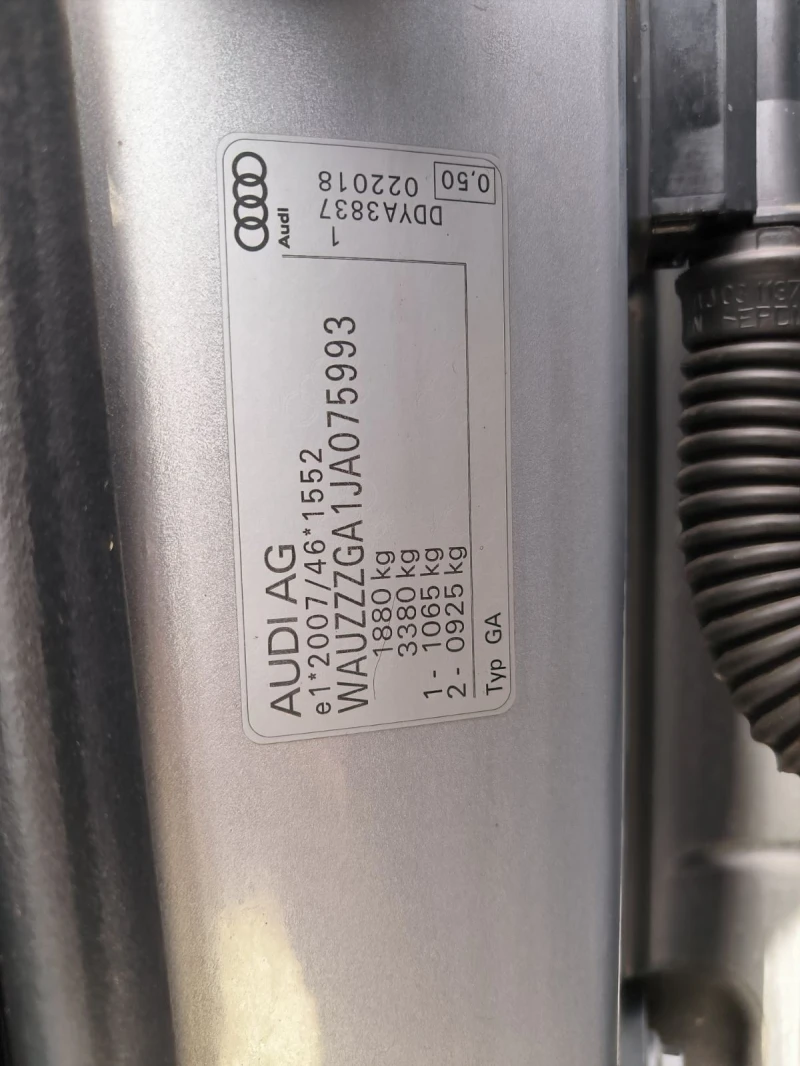 AUDI AG
e1*2007/46*1552
WAUZZZGA1JA075993
1880 kg
3380 kg
1- 1065 kg
2- 0925 kg
Typ GA
Audi
1
DDYA3837
022018
0,50